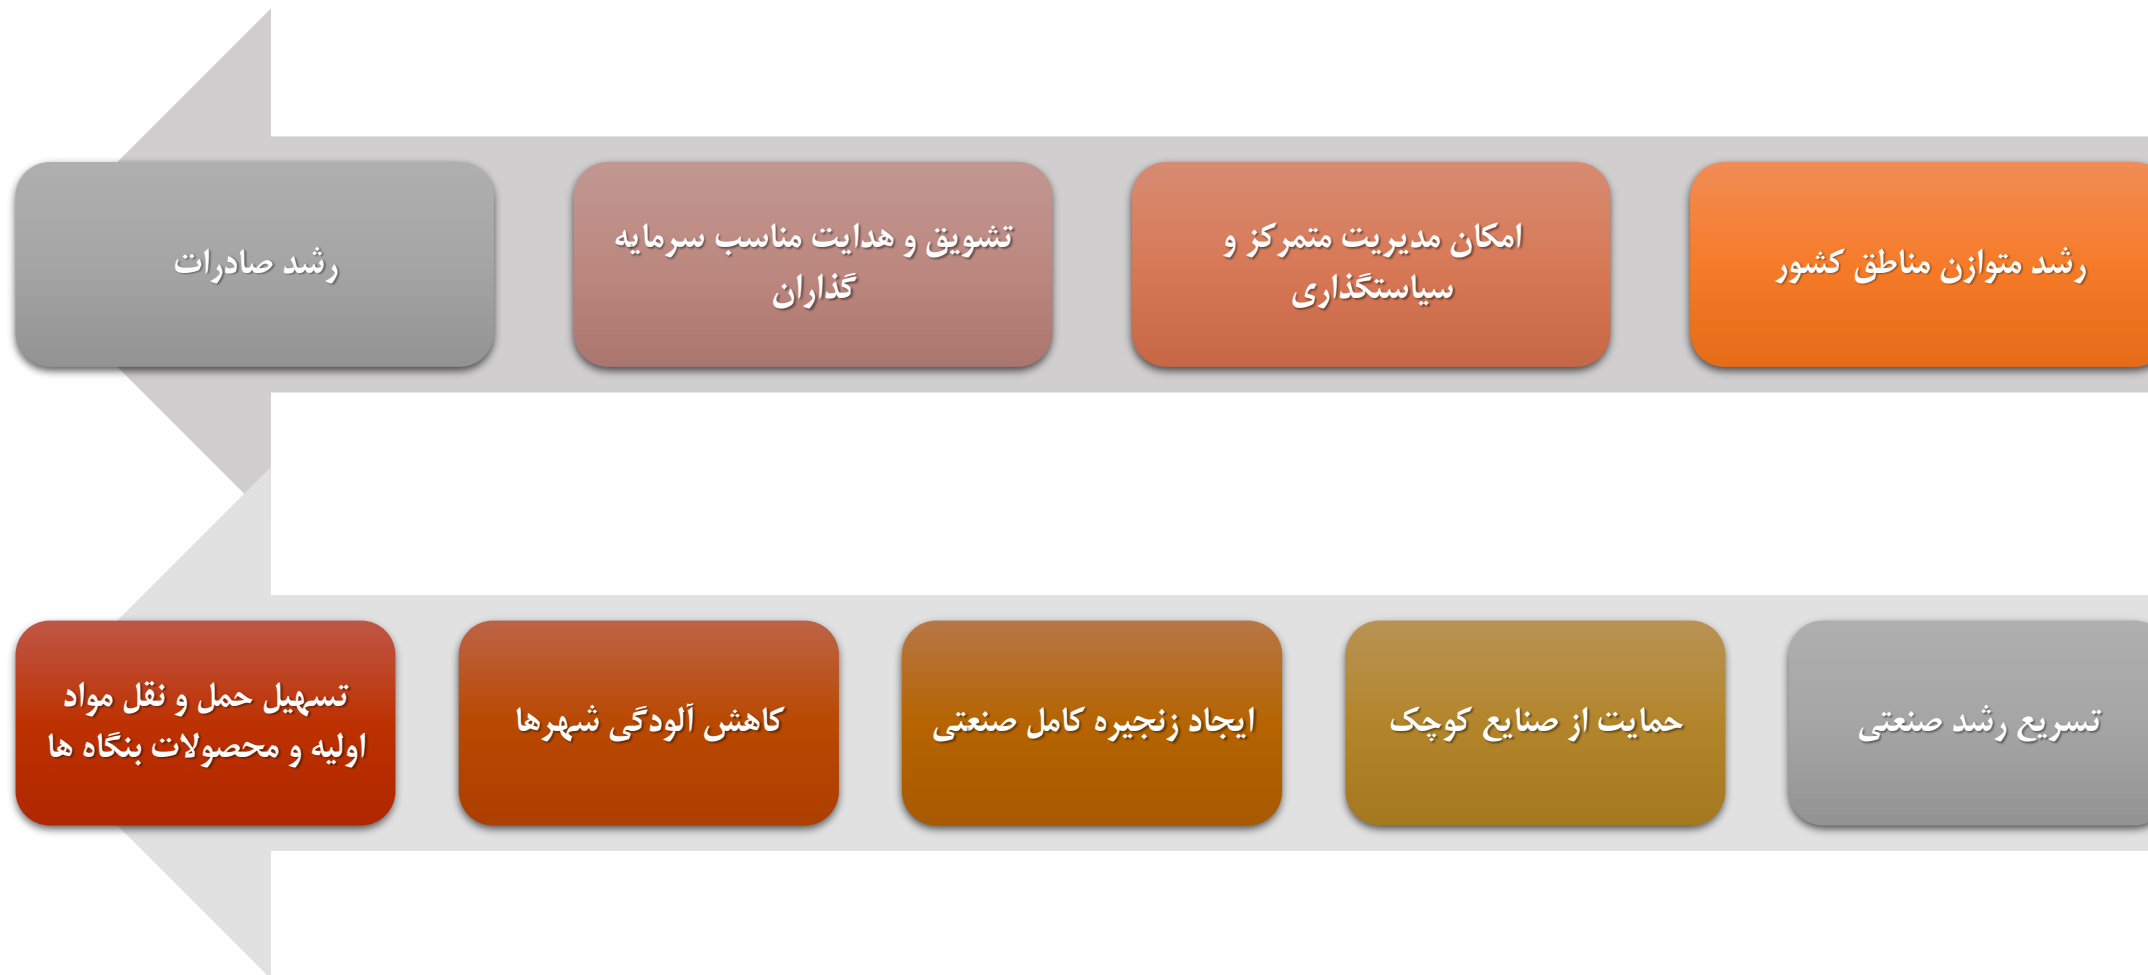 رشد متوازن مناطق کشور
امکان مدیریت متمرکز و
سیاستگذاری
تشویق و هدایت مناسب سرمایه
گذاران
رشد صادرات
تسریع رشد صنعتی
حمایت از صنایع کوچک
ایجاد زنجیره کامل صنعتی
کاهش آلودگی شهرها
تسهیل حمل و نقل مواد
اولیه و محصولات بنگاه ها